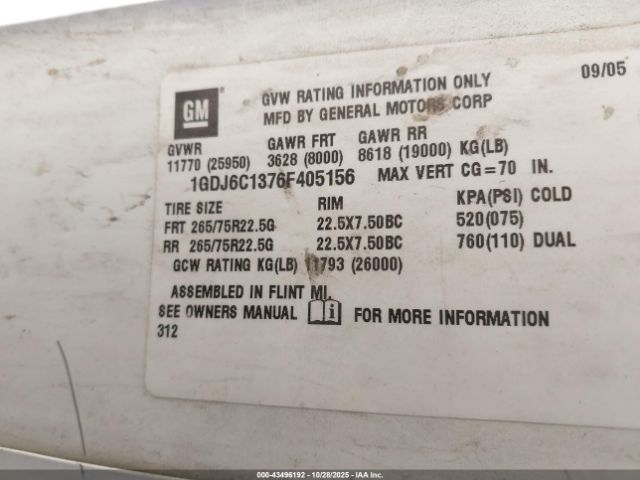 GM
GVW RATING INFORMATION ONLY 09/05
MFD BY GENERAL MOTORS CORP
GVWR GAWR FRT GAWR RR
11770 (25950) 3628 (8000) 8618 (19000) KG(LB)
1GDJ6C1376F405156 MAX VERT CG=70 IN.
TIRE SIZE RIM KPA(PSI) COLD
FRT 265/75R22.5G 22.5X7.50BC 520(075)
RR 265/75R22.5G 22.5X7.50BC 760(110) DUAL
GCW RATING KG(LB) 11793 (26000)
ASSEMBLED IN FLINT MI.
SEE OWNERS MANUAL i FOR MORE INFORMATION
312
000-43496192 - 10/28/2025 - IAA Inc.